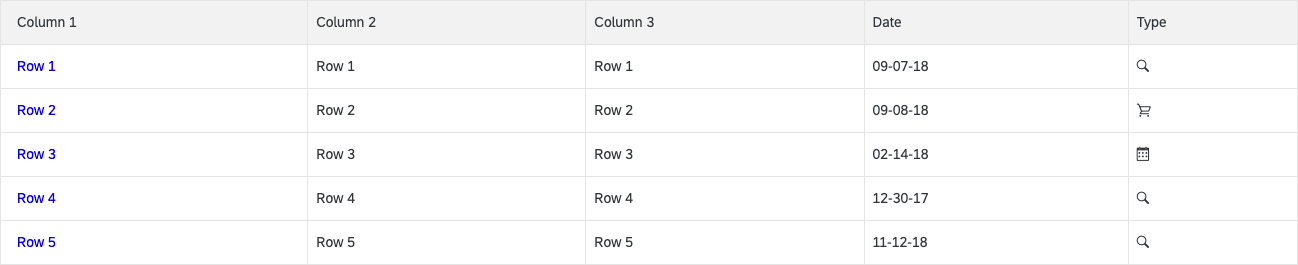 Column 1 Column 2 Column 3 Date Type
Row 1 Row 1 Row 1 09-07-18
Row 2 Row 2 Row 2 09-08-18
Row 3 Row 3 Row 3 02-14-18
Row 4 Row 4 Row 4 12-30-17
Row 5 Row 5 Row 5 11-12-18